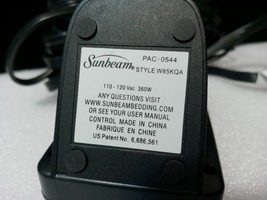 Sunbeam®
PAC-0544
STYLE W85KQA
110 - 120 Vac 360W
ANY QUESTIONS VISIT
WWW.SUNBEAMBEDDING.COM
OR SEE YOUR USER MANUAL
CONTROL MADE IN CHINA
FABRIQUE EN CHINE
US Patent No. 6,686,561